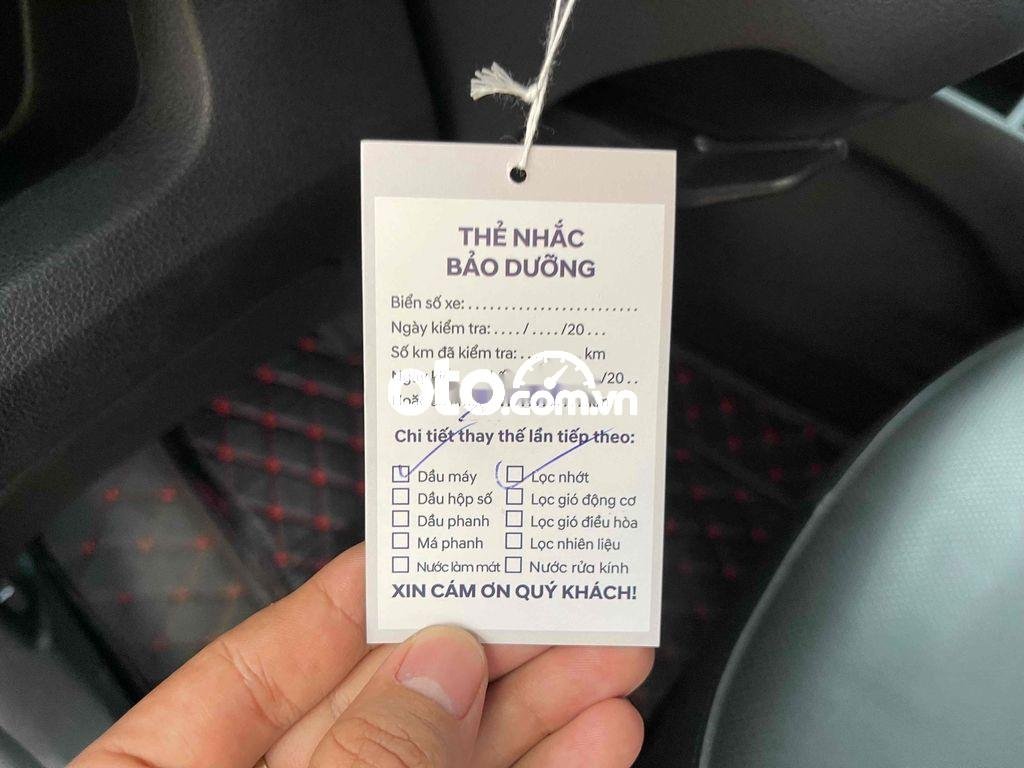 THẺ NHẮC
BẢO DƯỠNG
Biển số xe:........................
Ngày kiểm tra:..../..../20...
Số km đã kiểm tra:.. km
Ngày /20..
oto.com.vn
Chi tiết thay thế lần tiếp theo:
Dầu máy Lọc nhớt
Dầu hộp số Lọc gió động cơ
Dầu phanh Lọc gió điều hòa
Má phanh Lọc nhiên liệu
Nước làm mát Nước rửa kính
XIN CÁM ƠN QUÝ KHÁCH!